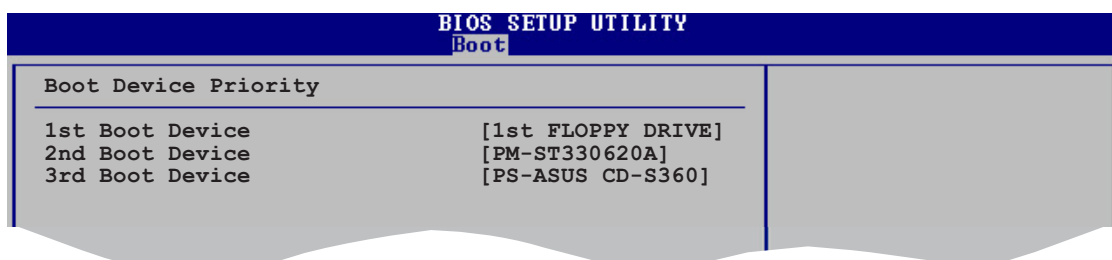 BIOS SETUP UTILITY
Boot
Boot Device Priority
1st Boot Device [1st FLOPPY DRIVE]
2nd Boot Device [PM-ST330620A]
3rd Boot Device [PS-ASUS CD-S360]